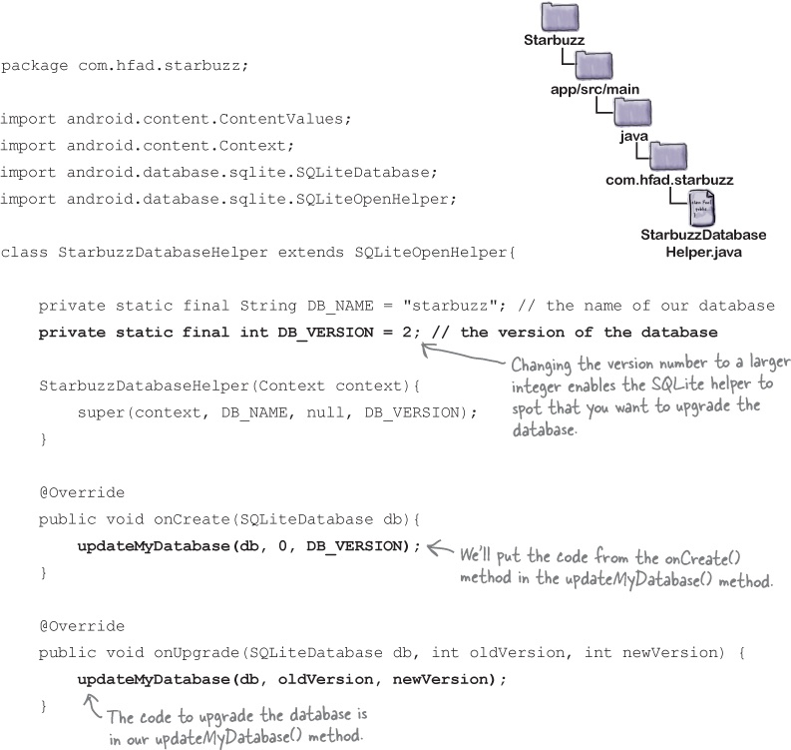 Starbuzz
app/src/main
java
com.hfad.starbuzz
StarbuzzDatabase
Helper.java
package com.hfad.starbuzz;
import android.content.ContentValues;
import android.content.Context;
import android.database.sqlite.SQLiteDatabase;
import android.database.sqlite.SQLiteOpenHelper;
class StarbuzzDatabaseHelper extends SQLiteOpenHelper{
private static final String DB_NAME = "starbuzz"; // the name of our database
private static final int DB_VERSION = 2; // the version of the database
Changing the version number to a larger
integer enables the SQLite helper to
spot that you want to upgrade the
database.
StarbuzzDatabaseHelper(Context context){
super(context, DB_NAME, null, DB_VERSION);
}
@Override
public void onCreate(SQLiteDatabase db){
updateMyDatabase(db, 0, DB_VERSION);
We'll put the code from the onCreate()
method in the updateMyDatabase() method.
}
@Override
public void onUpgrade(SQLiteDatabase db, int oldVersion, int newVersion) {
updateMyDatabase(db, oldVersion, newVersion);
}
The code to upgrade the database is
in our updateMyDatabase() method.